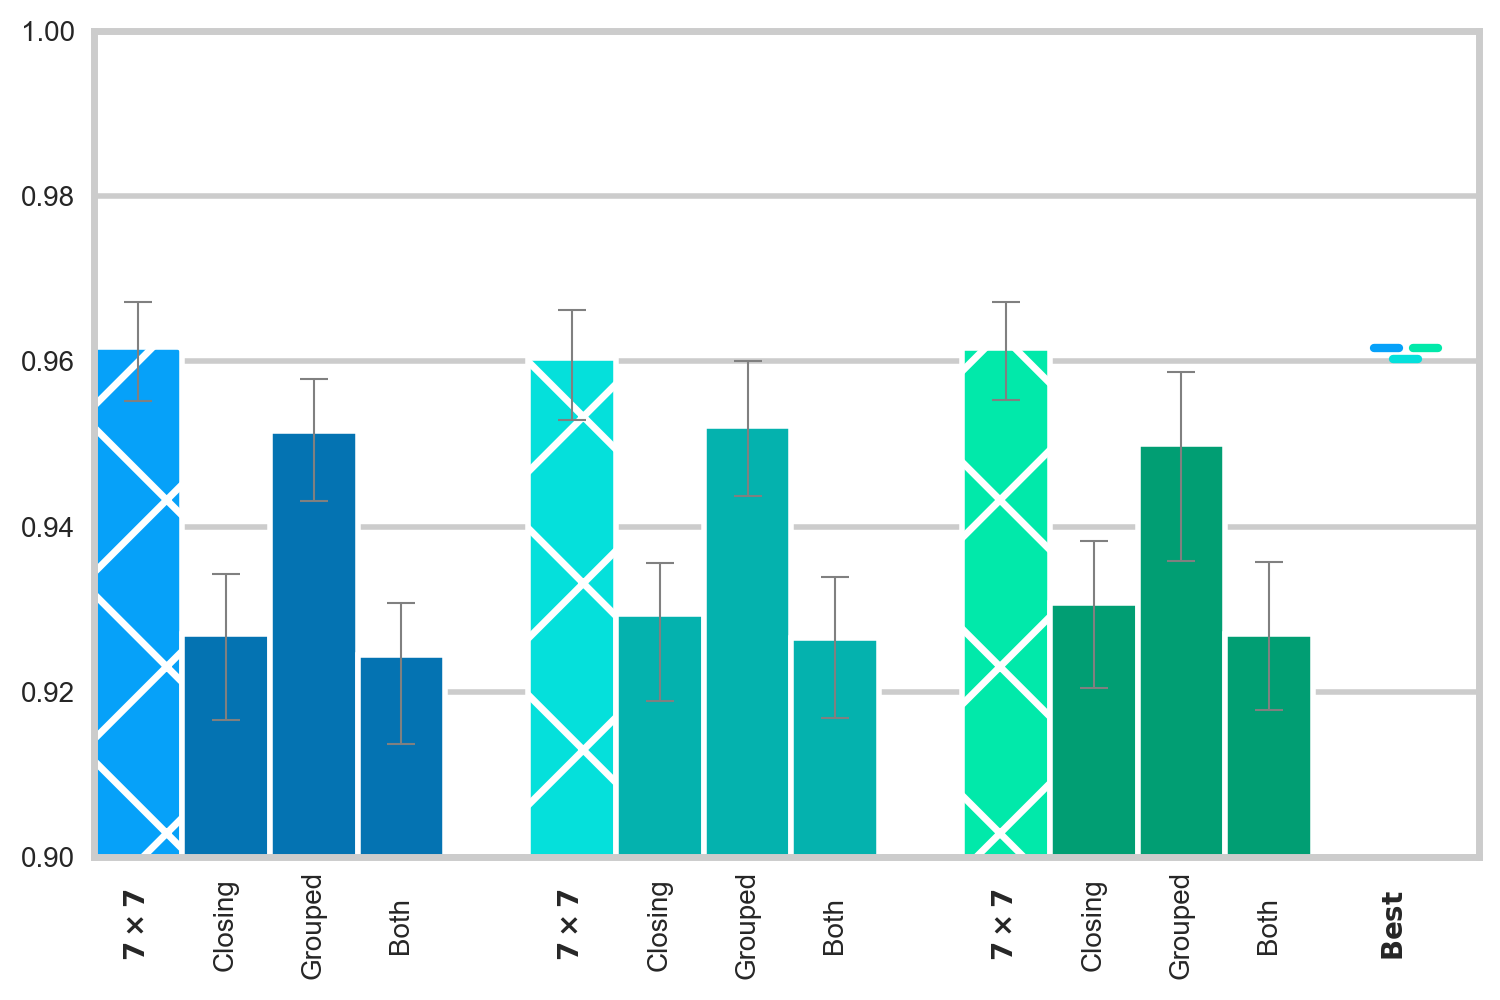 1.00
0.98
0.96
0.94
0.92
0.90
7 × 7
Closing
Grouped
Both
7 × 7
Closing
Grouped
Both
7 × 7
Closing
Grouped
Both
Best